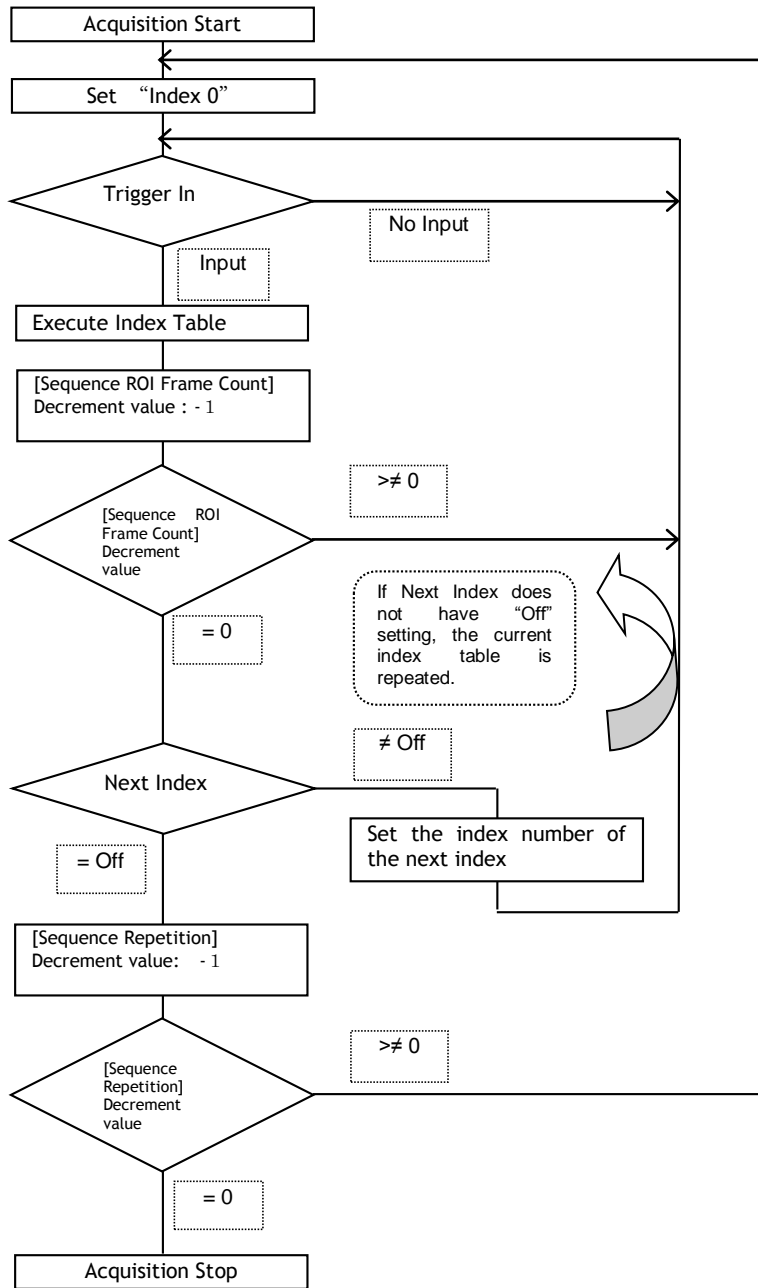 Acquisition Start
Set “Index 0”
Trigger In
No Input
Input
Execute Index Table
[Sequence ROI Frame Count]
Decrement value : - 1
>≠ 0
[Sequence ROI
Frame Count]
Decrement
value
If Next Index does
not have “Off”
setting, the current
index table is
repeated.
= 0
≠ Off
Next Index
Set the index number of
the next index
= Off
[Sequence Repetition]
Decrement value: - 1
>≠ 0
[Sequence
Repetition]
Decrement
value
= 0
Acquisition Stop